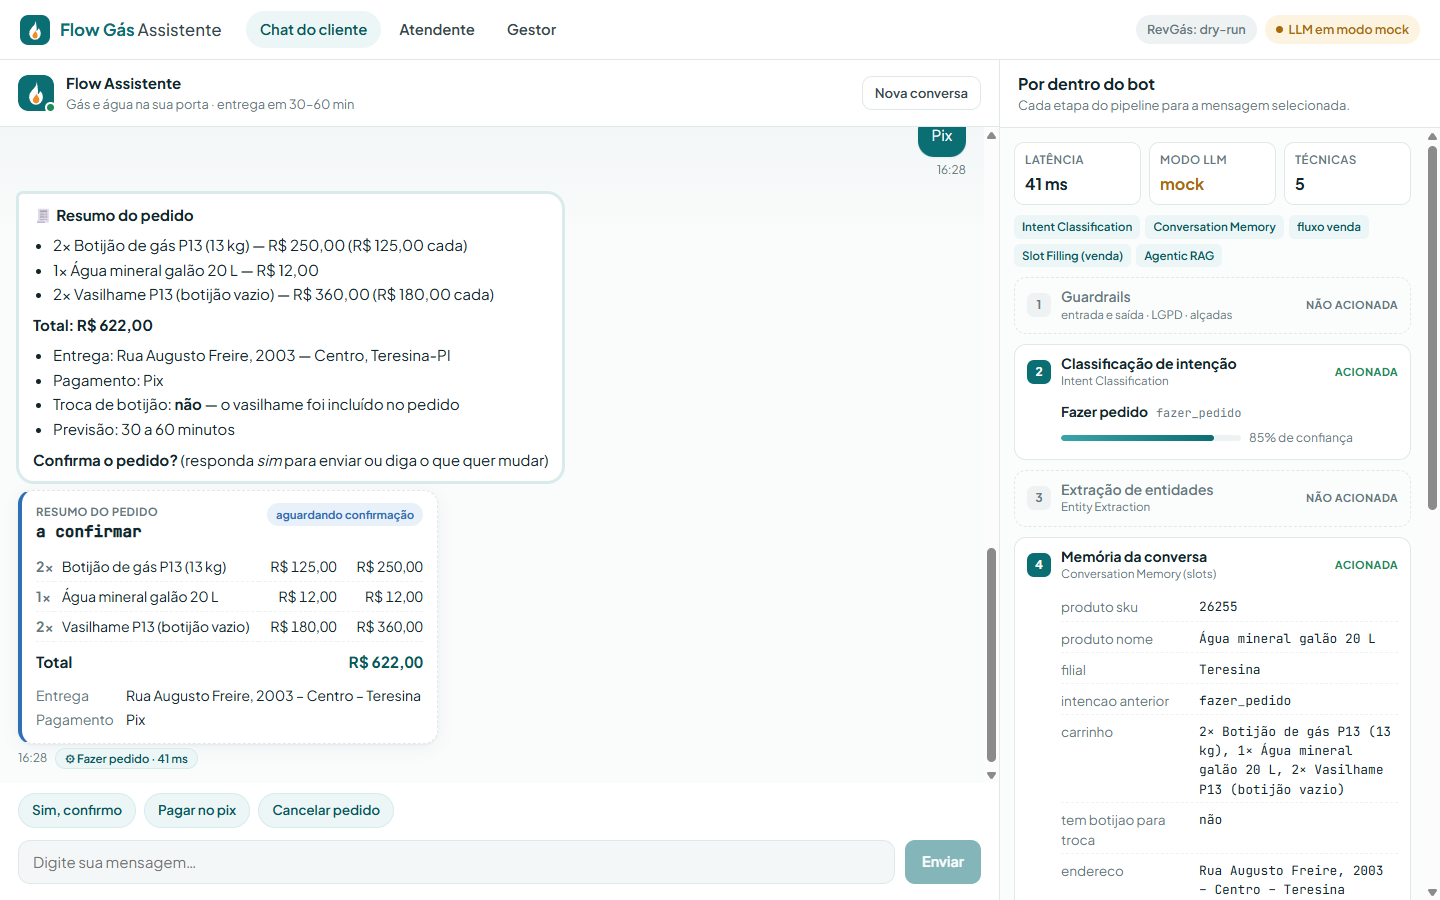 Flow Gás Assistente
Chat do cliente
Atendente
Gestor
RevGás: dry-run
LLM em modo mock
Flow Assistente
Gás e água na sua porta · entrega em 30–60 min
Nova conversa
Pix
16:28
Resumo do pedido
• 2× Botijão de gás P13 (13 kg) — R$ 250,00 (R$ 125,00 cada)
• 1× Água mineral galão 20 L — R$ 12,00
• 2× Vasilhame P13 (botijão vazio) — R$ 360,00 (R$ 180,00 cada)
Total: R$ 622,00
• Entrega: Rua Augusto Freire, 2003 — Centro, Teresina-PI
• Pagamento: Pix
• Troca de botijão: não — o vasilhame foi incluído no pedido
• Previsão: 30 a 60 minutos
Confirma o pedido? (responda sim para enviar ou diga o que quer mudar)
RESUMO DO PEDIDO
a confirmar
aguardando confirmação
2× Botijão de gás P13 (13 kg) R$ 125,00 R$ 250,00
1× Água mineral galão 20 L R$ 12,00 R$ 12,00
2× Vasilhame P13 (botijão vazio) R$ 180,00 R$ 360,00
Total R$ 622,00
Entrega Rua Augusto Freire, 2003 – Centro – Teresina
Pagamento Pix
16:28 Fazer pedido · 41 ms
Sim, confirmo
Pagar no pix
Cancelar pedido
Digite sua mensagem…
Enviar
Por dentro do bot
Cada etapa do pipeline para a mensagem selecionada.
LATÊNCIA
41 ms
MODO LLM
mock
TÉCNICAS
5
Intent Classification
Conversation Memory
fluxo venda
Slot Filling (venda)
Agentic RAG
1 Guardrails
entrada e saída · LGPD · alçadas
NÃO ACIONADA
2 Classificação de intenção
Intent Classification
ACIONADA
Fazer pedido fazer_pedido
85% de confiança
3 Extração de entidades
Entity Extraction
NÃO ACIONADA
4 Memória da conversa
Conversation Memory (slots)
ACIONADA
produto sku 26255
produto nome Água mineral galão 20 L
filial Teresina
intencao anterior fazer_pedido
carrinho 2× Botijão de gás P13 (13
kg), 1× Água mineral
galão 20 L, 2× Vasilhame
P13 (botijão vazio)
tem botijao para não
troca
endereco Rua Augusto Freire, 2003
– Centro – Teresina